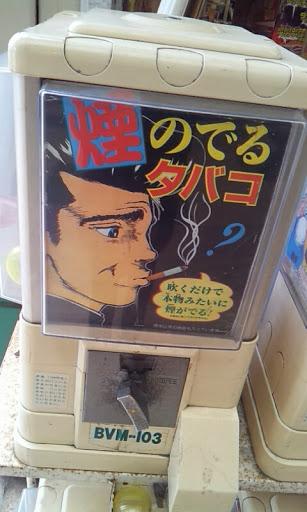 煙のでる
タバコ
?
吹くだけで
本物みたいに
煙がでる!
BVM-103